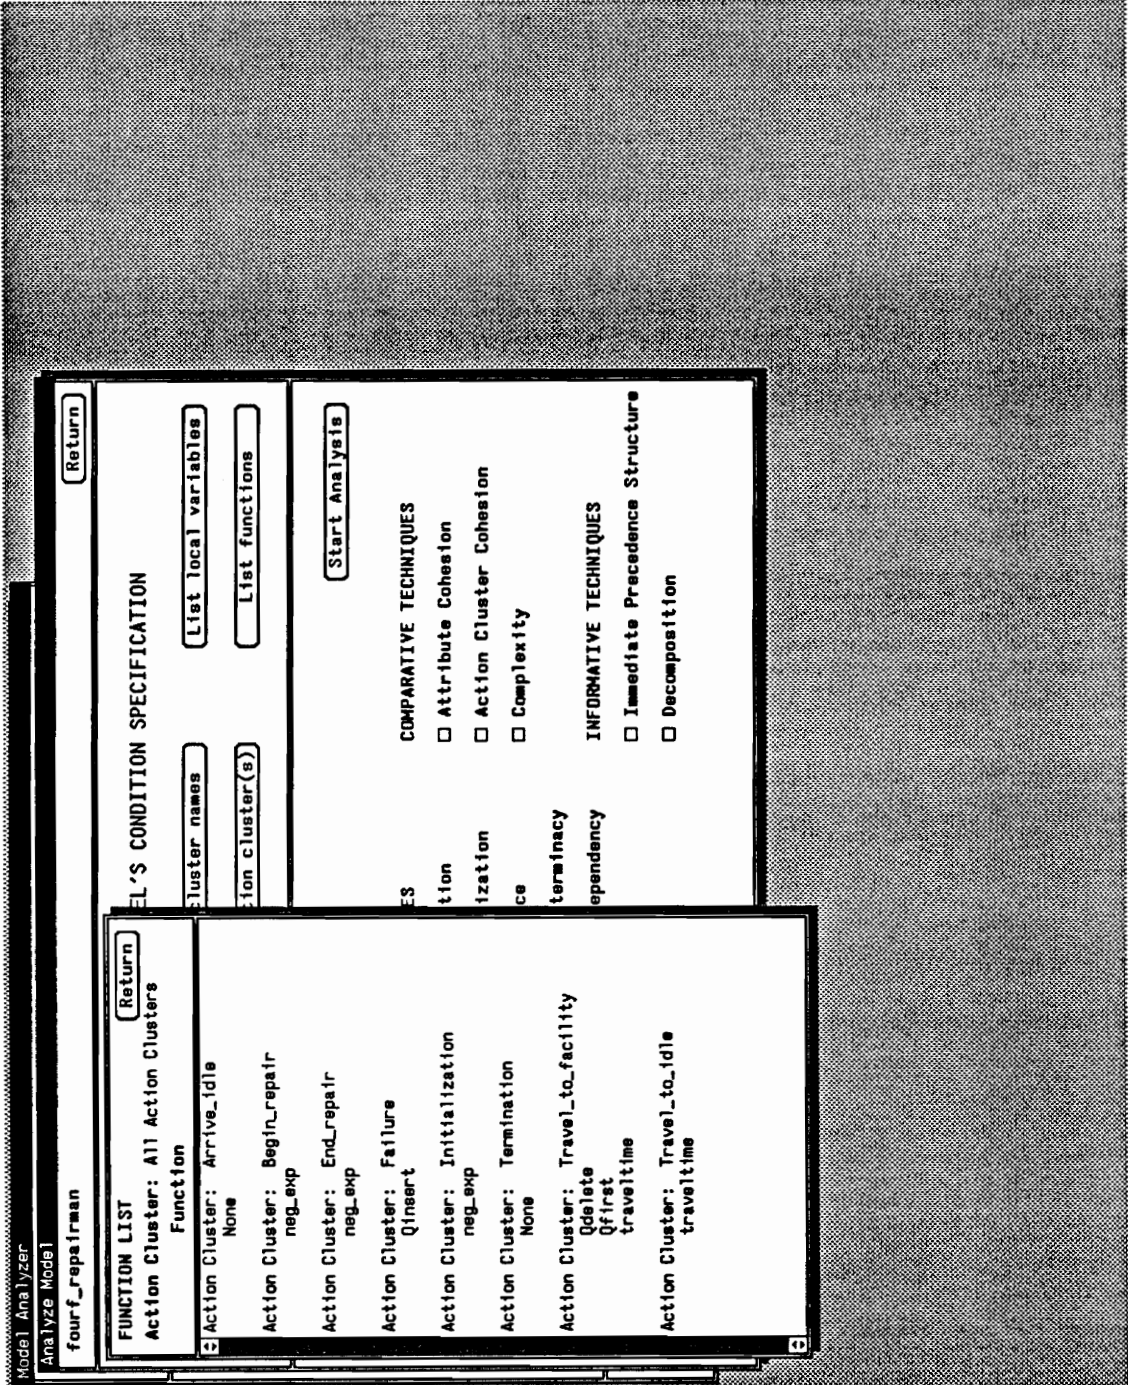 Model Analyzer
Analyze Model
fourf_repairman
Return
EL'S CONDITION SPECIFICATION
cluster names
List local variables
ion cluster(s)
List functions
Start Analysis
ES
COMPARATIVE TECHNIQUES
tion
□ Attribute Cohesion
ization
□ Action Cluster Cohesion
ce
□ Complexity
terminacy
ependency
INFORMATIVE TECHNIQUES
□ Immediate Precedence Structure
□ Decomposition
FUNCTION LIST
Return
Action Cluster: All Action Clusters
Function
Action Cluster: Arrive_idle
None
Action Cluster: Begin_repair
neg_exp
Action Cluster: End_repair
neg_exp
Action Cluster: Failure
Qinsert
Action Cluster: Initialization
neg_exp
Action Cluster: Termination
None
Action Cluster: Travel_to_facility
Qdelete
Qfirst
traveltime
Action Cluster: Travel_to_idle
traveltime